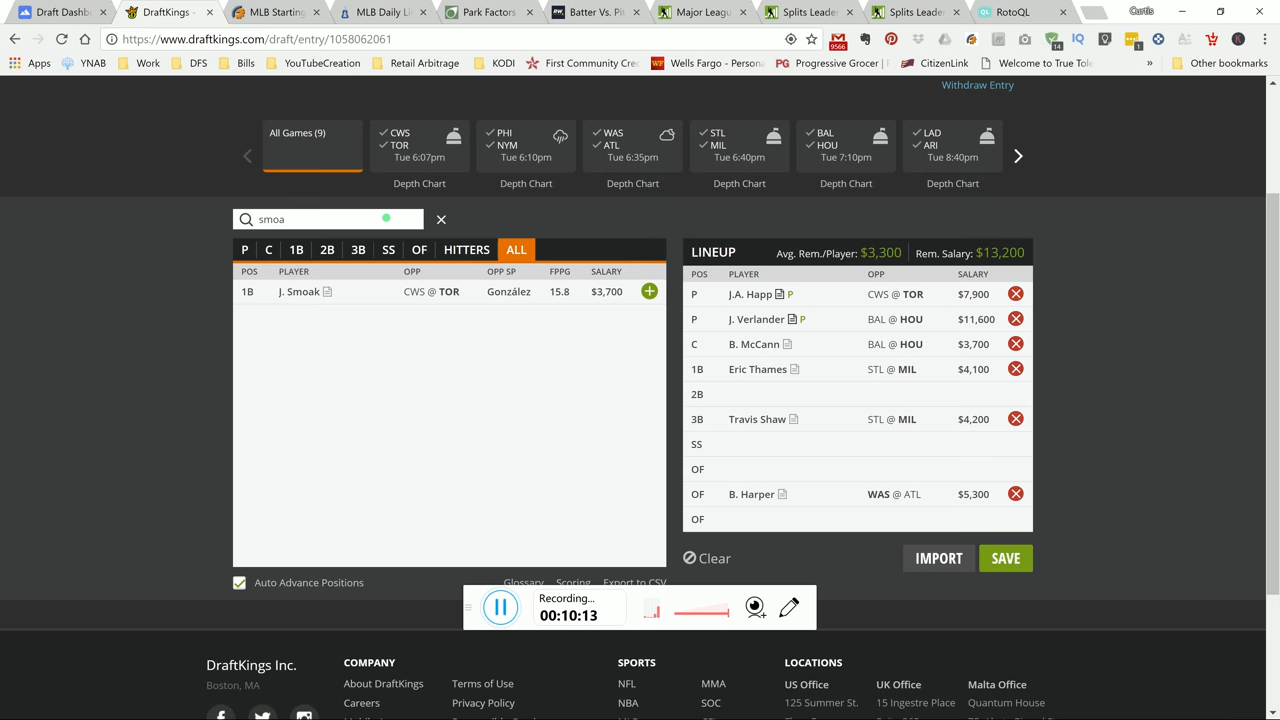 Draft Dashb
DraftKings -
MLB Starting
MLB Daily Li
Park Factors
Batter Vs. Pit
Major Leagu
Splits Leader
Splits Leader
RotoQL
Curtis
https://www.draftkings.com/draft/entry/1058062061
9566
14
1
Apps
YNAB
Work
DFS
Bills
YouTubeCreation
Retail Arbitrage
KODI
First Community Cre
Wells Fargo - Persona
Progressive Grocer |
CitizenLink
Welcome to True Tole
»
Other bookmarks
Withdraw Entry
All Games (9)
CWS
TOR
Tue 6:07pm
PHI
NYM
Tue 6:10pm
WAS
ATL
Tue 6:35pm
STL
MIL
Tue 6:40pm
BAL
HOU
Tue 7:10pm
LAD
ARI
Tue 8:40pm
Depth Chart
Depth Chart
Depth Chart
Depth Chart
Depth Chart
Depth Chart
smoa
P C 1B 2B 3B SS OF HITTERS ALL
POS PLAYER OPP OPP SP FPPG SALARY
1B J. Smoak CWS @ TOR González 15.8 $3,700
LINEUP Avg. Rem./Player: $3,300 Rem. Salary: $13,200
POS PLAYER OPP SALARY
P J.A. Happ P CWS @ TOR $7,900
P J. Verlander P BAL @ HOU $11,600
C B. McCann BAL @ HOU $3,700
1B Eric Thames STL @ MIL $4,100
2B
3B Travis Shaw STL @ MIL $4,200
SS
OF
OF B. Harper WAS @ ATL $5,300
OF
Clear
IMPORT
SAVE
Auto Advance Positions
Glossary Scoring Export to CSV
Recording...
00:10:13
DraftKings Inc.
Boston, MA
COMPANY
About DraftKings
Careers
Terms of Use
Privacy Policy
SPORTS
NFL
NBA
MMA
SOC
LOCATIONS
US Office
125 Summer St.
UK Office
15 Ingestre Place
Malta Office
Quantum House